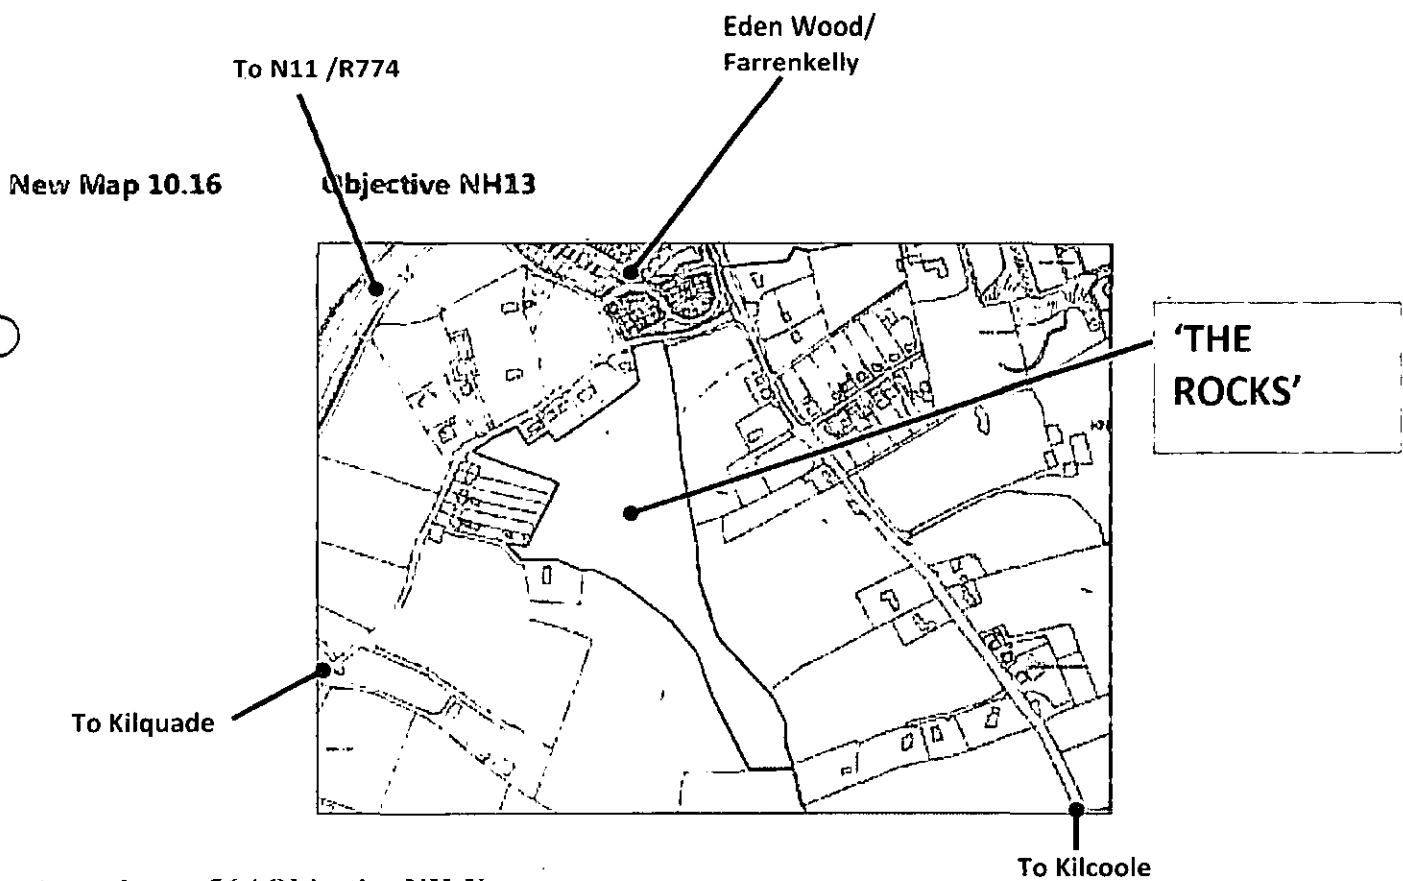 Eden Wood/
Farrenkelly
To N11 /R774
New Map 10.16 Objective NH13
‘THE
ROCKS’
To Kilquade
To Kilcoole